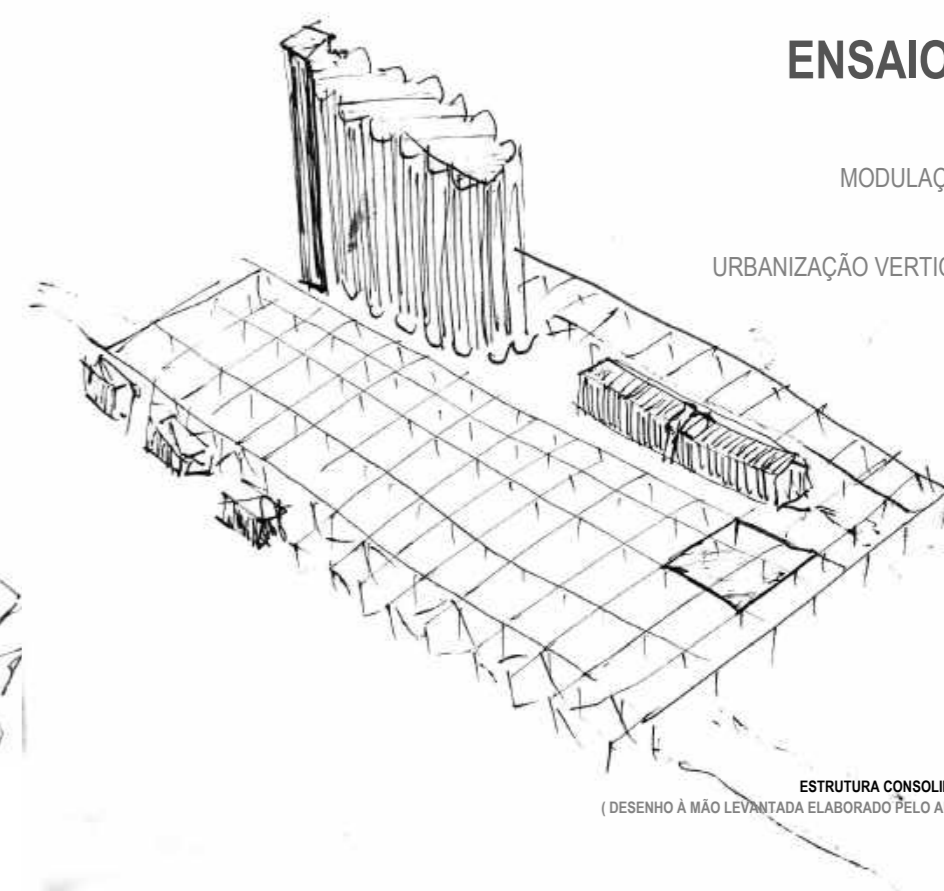 ENSAIO
MODULAÇ
URBANIZAÇÃO VERTIC
ESTRUTURA CONSOLI
( DESENHO À MÃO LEVANTADA ELABORADO PELO A